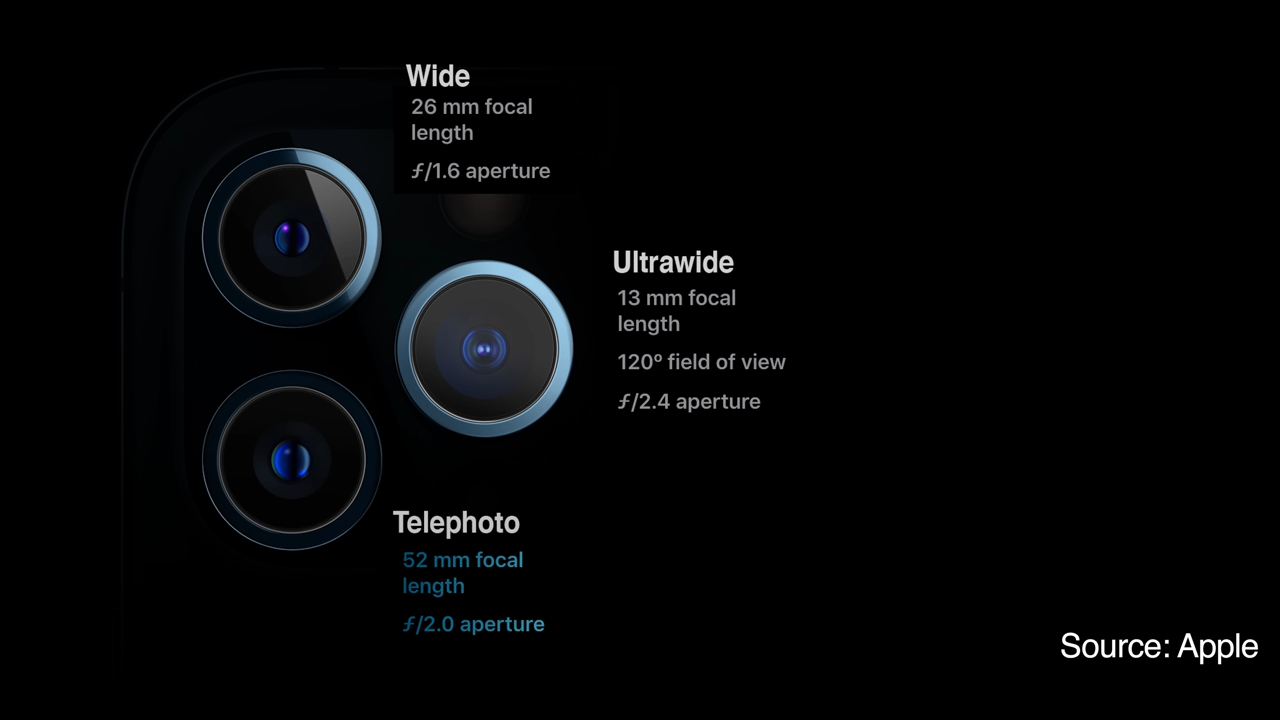 Wide
26 mm focal
length
ƒ/1.6 aperture
Ultrawide
13 mm focal
length
120º field of view
ƒ/2.4 aperture
Telephoto
52 mm focal
length
ƒ/2.0 aperture
Source: Apple